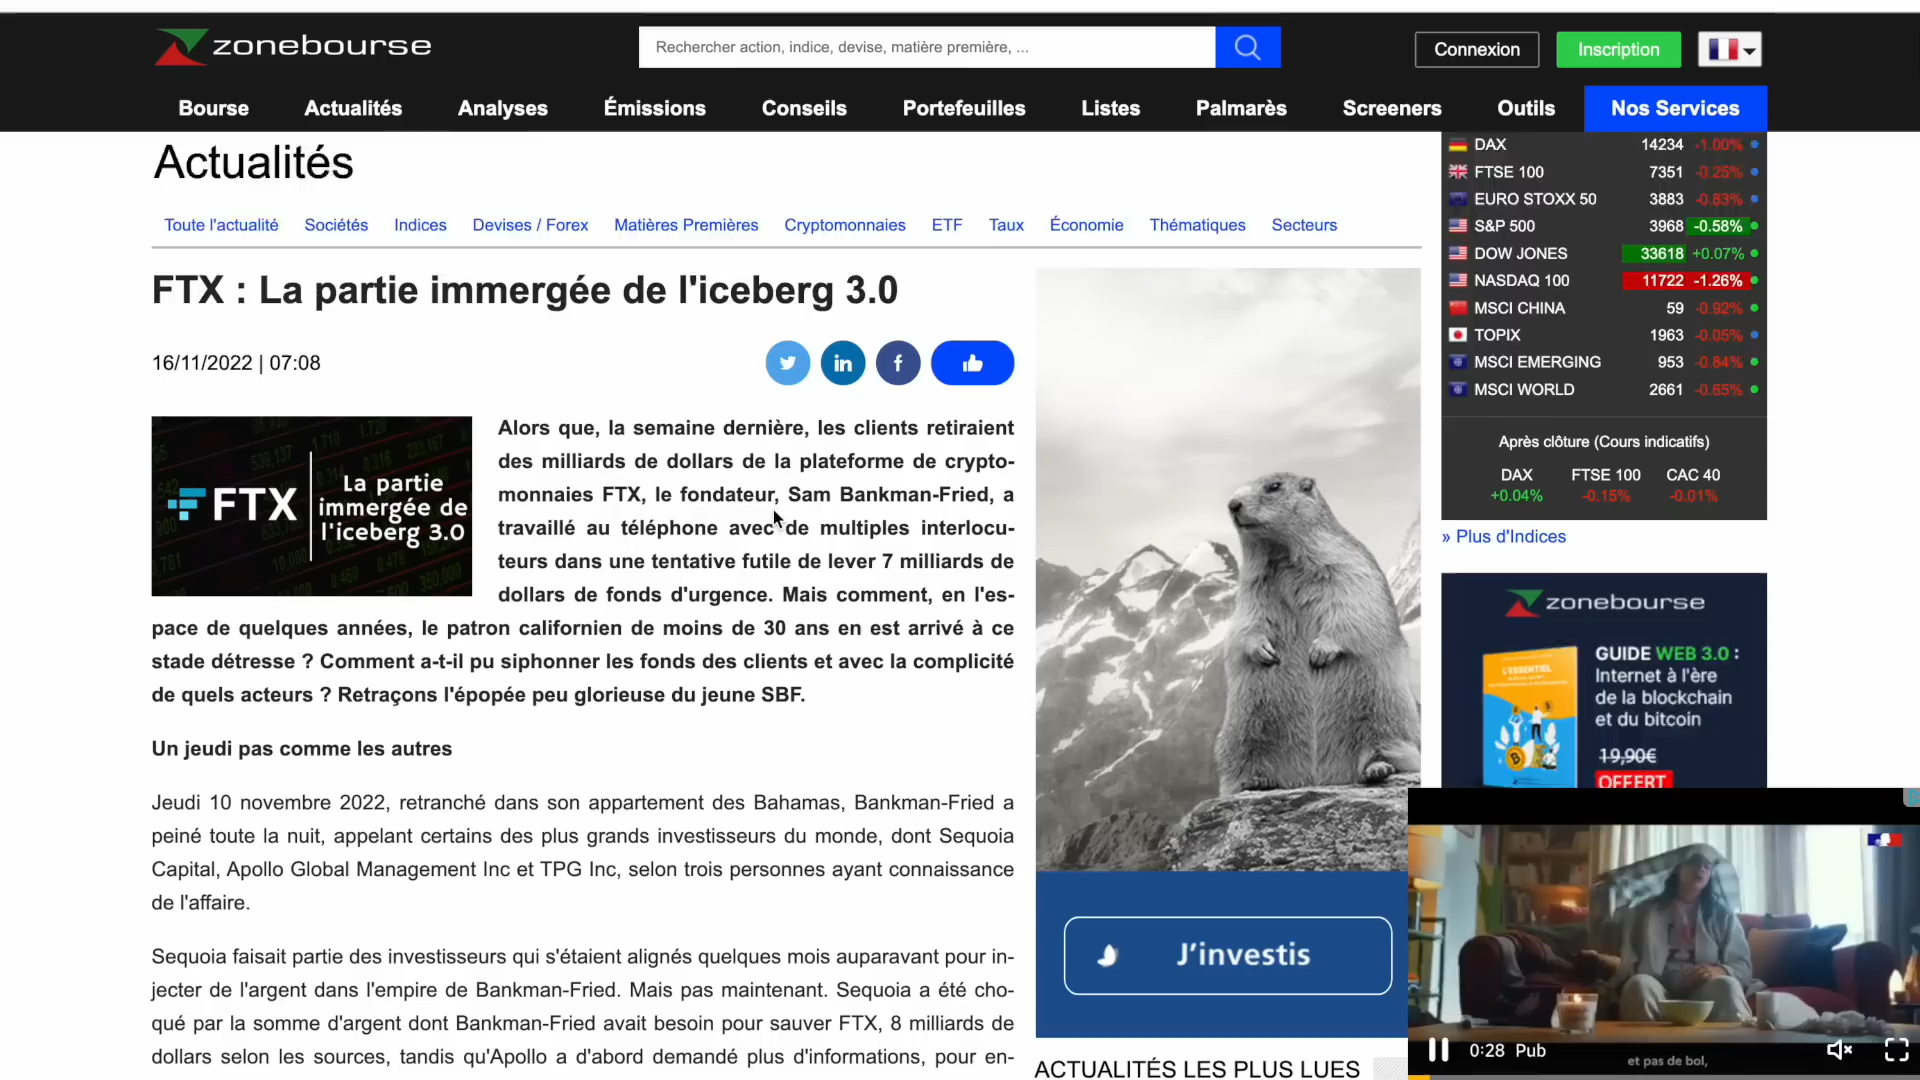 zonebourse
Rechercher action, indice, devise, matière première, ...
Connexion
Inscription
Bourse
Actualités
Analyses
Émissions
Conseils
Portefeuilles
Listes
Palmarès
Screeners
Outils
Nos Services
Actualités
Toute l'actualité
Sociétés
Indices
Devises / Forex
Matières Premières
Cryptomonnaies
ETF
Taux
Économie
Thématiques
Secteurs
FTX : La partie immergée de l'iceberg 3.0
16/11/2022 | 07:08
FTX
La partie
immergée de
l'iceberg 3.0
Alors que, la semaine dernière, les clients retiraient
des milliards de dollars de la plateforme de crypto-
monnaies FTX, le fondateur, Sam Bankman-Fried, a
travaillé au téléphone avec de multiples interlocu-
teurs dans une tentative futile de lever 7 milliards de
dollars de fonds d'urgence. Mais comment, en l'es-
pace de quelques années, le patron californien de moins de 30 ans en est arrivé à ce
stade détresse ? Comment a-t-il pu siphonner les fonds des clients et avec la complicité
de quels acteurs ? Retraçons l'épopée peu glorieuse du jeune SBF.
Un jeudi pas comme les autres
Jeudi 10 novembre 2022, retranché dans son appartement des Bahamas, Bankman-Fried a
peiné toute la nuit, appelant certains des plus grands investisseurs du monde, dont Sequoia
Capital, Apollo Global Management Inc et TPG Inc, selon trois personnes ayant connaissance
de l'affaire.
Sequoia faisait partie des investisseurs qui s'étaient alignés quelques mois auparavant pour in-
jecter de l'argent dans l'empire de Bankman-Fried. Mais pas maintenant. Sequoia a été cho-
qué par la somme d'argent dont Bankman-Fried avait besoin pour sauver FTX, 8 milliards de
dollars selon les sources, tandis qu'Apollo a d'abord demandé plus d'informations, pour en-
J'investis
ACTUALITÉS LES PLUS LUES
DAX 14234 -1.00%
FTSE 100 7351 -0.25%
EURO STOXX 50 3883 -0.83%
S&P 500 3968 -0.58%
DOW JONES 33618 +0.07%
NASDAQ 100 11722 -1.26%
MSCI CHINA 59 -0.92%
TOPIX 1963 -0.05%
MSCI EMERGING 953 -0.84%
MSCI WORLD 2661 -0.65%
Après clôture (Cours indicatifs)
DAX FTSE 100 CAC 40
+0.04% -0.15% -0.01%
» Plus d'Indices
zonebourse
L'ESSENTIEL
GUIDE WEB 3.0 :
Internet à l'ère
de la blockchain
et du bitcoin
19,90€
OFFERT
0:28 Pub
et pas de bol,